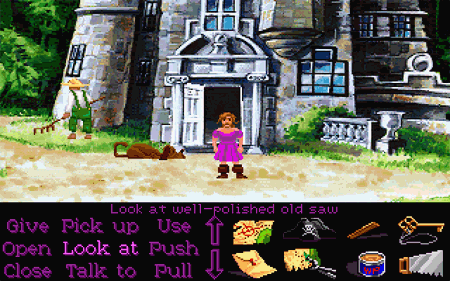 Look at well-polished old saw
Give Pick up Use
Open Look at Push
Close Talk to Pull